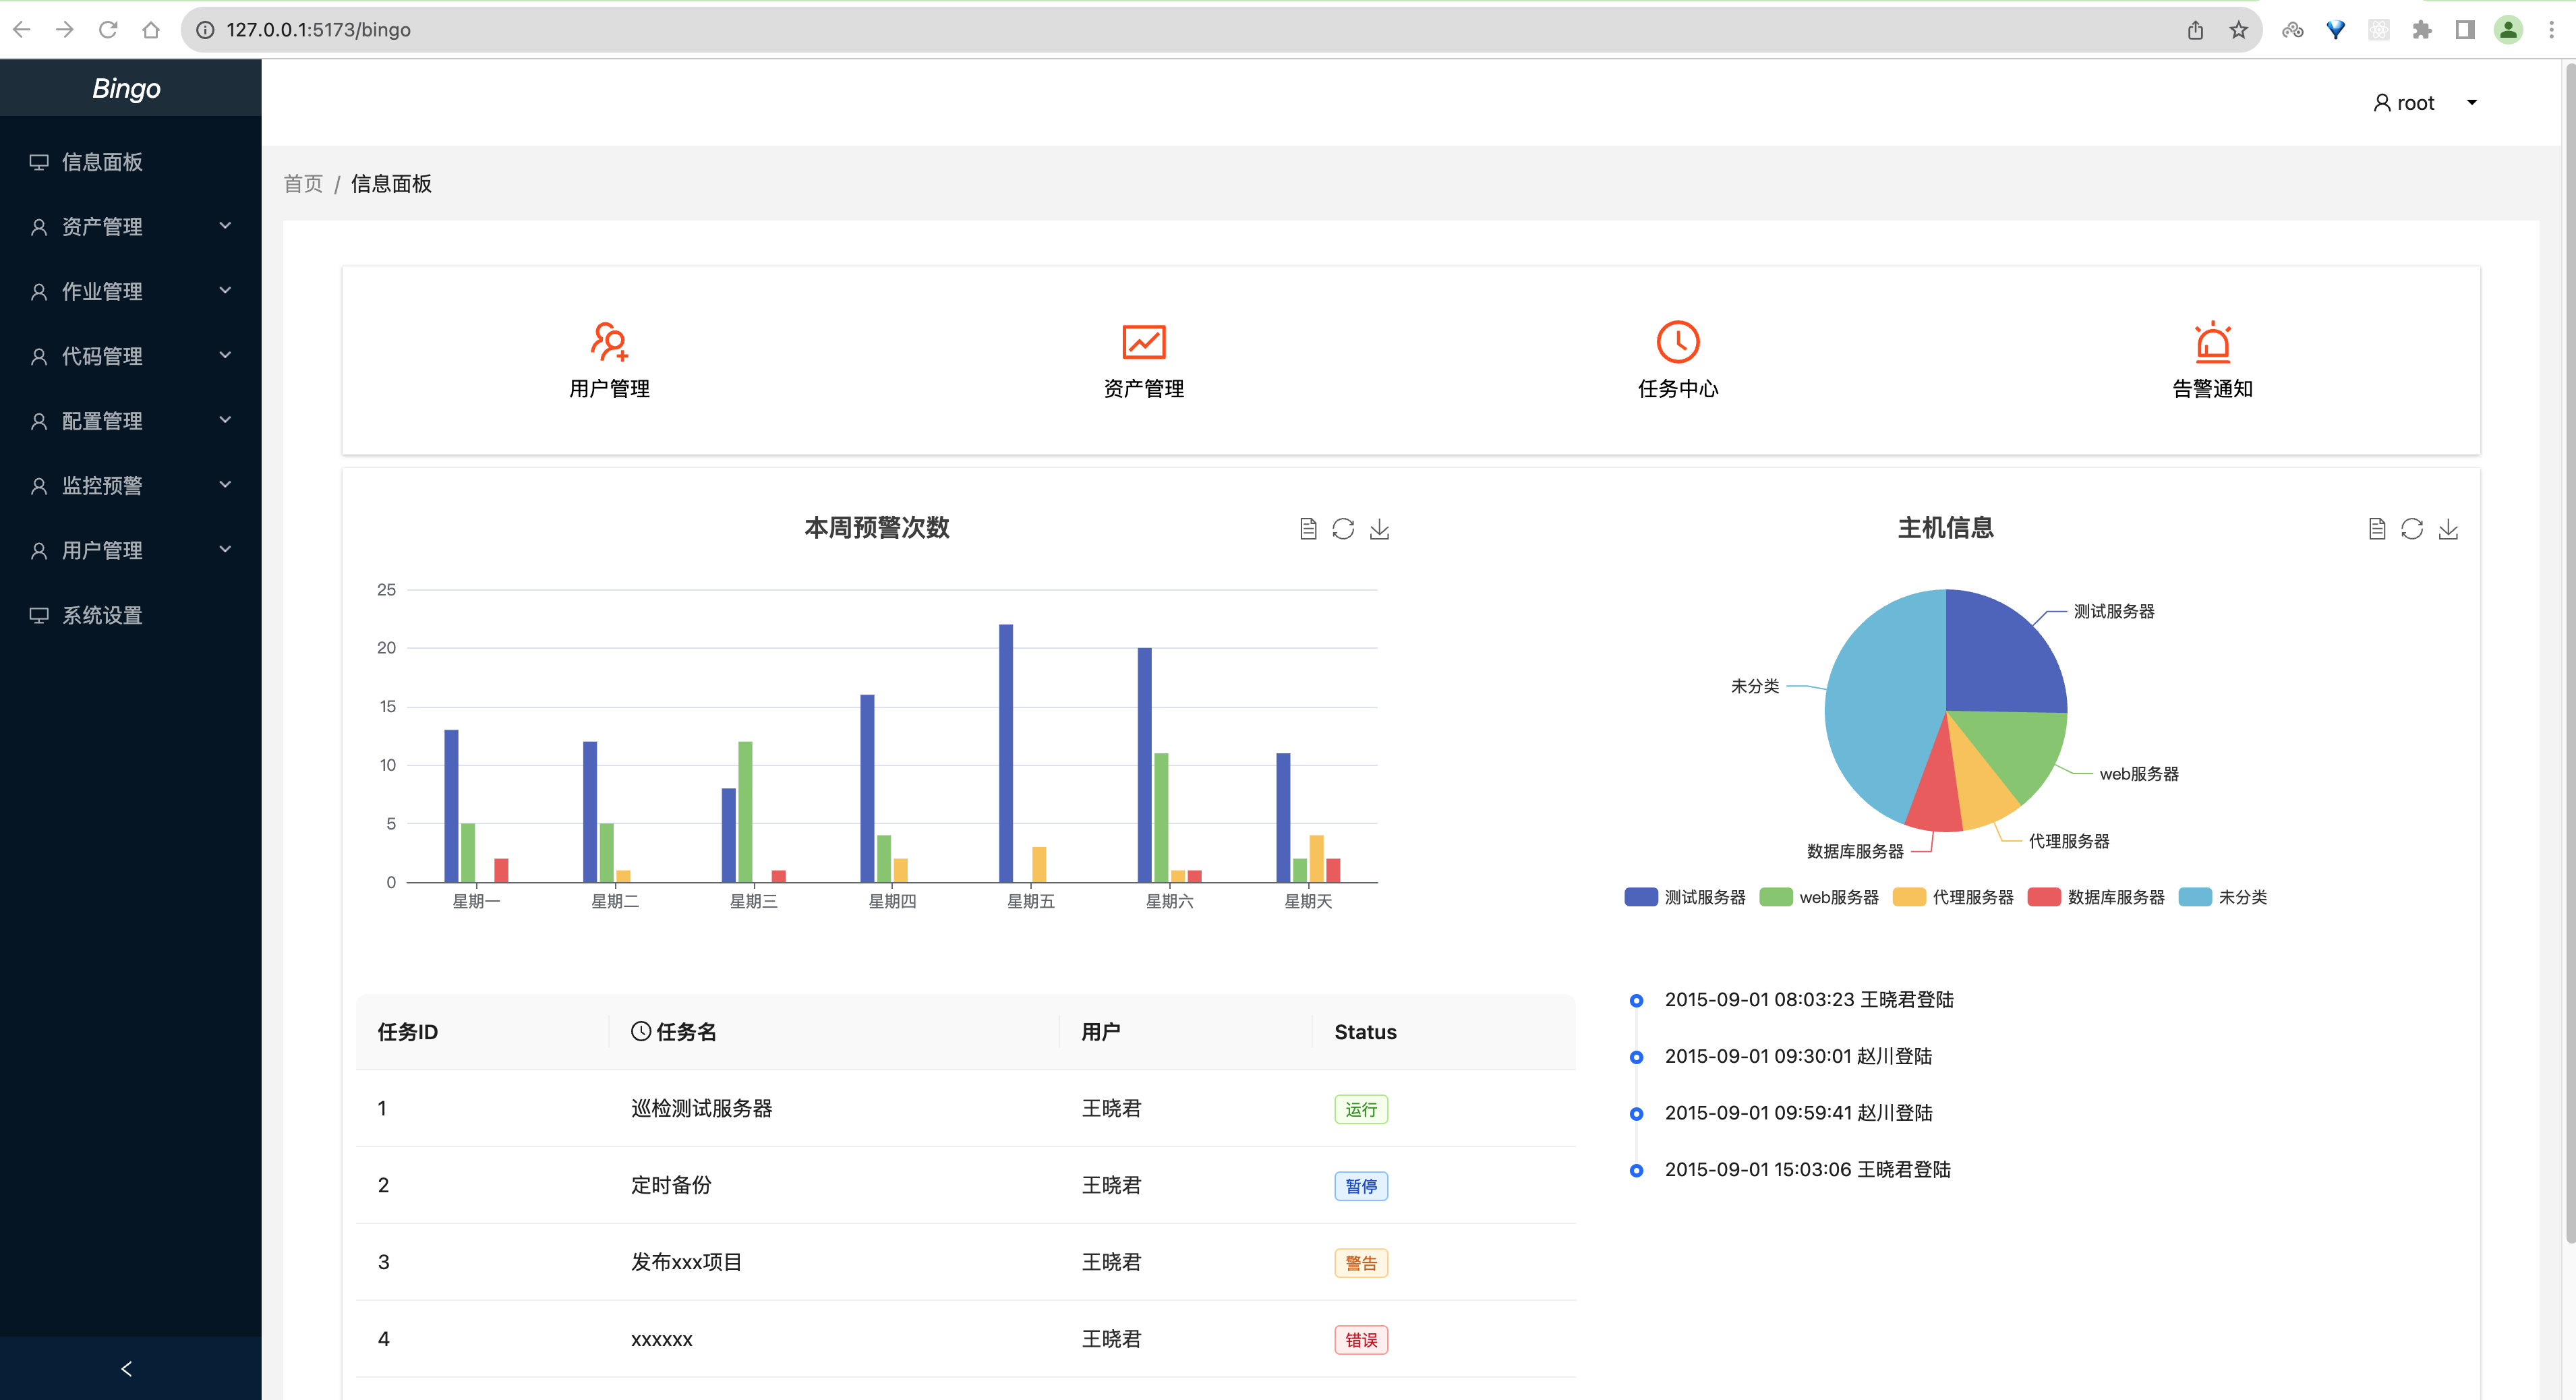 127.0.0.1:5173/bingo
Bingo
root
信息面板
资产管理
作业管理
代码管理
配置管理
监控预警
用户管理
系统设置
首页 / 信息面板
用户管理
资产管理
任务中心
告警通知
本周预警次数
25
20
15
10
5
0
星期一 星期二 星期三 星期四 星期五 星期六 星期天
主机信息
测试服务器
未分类
web服务器
代理服务器
数据库服务器
测试服务器 web服务器 代理服务器 数据库服务器 未分类
任务ID 任务名 用户 Status
1 巡检测试服务器 王晓君 运行
2 定时备份 王晓君 暂停
3 发布xxx项目 王晓君 警告
4 xxxxxx 王晓君 错误
2015-09-01 08:03:23 王晓君登陆
2015-09-01 09:30:01 赵川登陆
2015-09-01 09:59:41 赵川登陆
2015-09-01 15:03:06 王晓君登陆